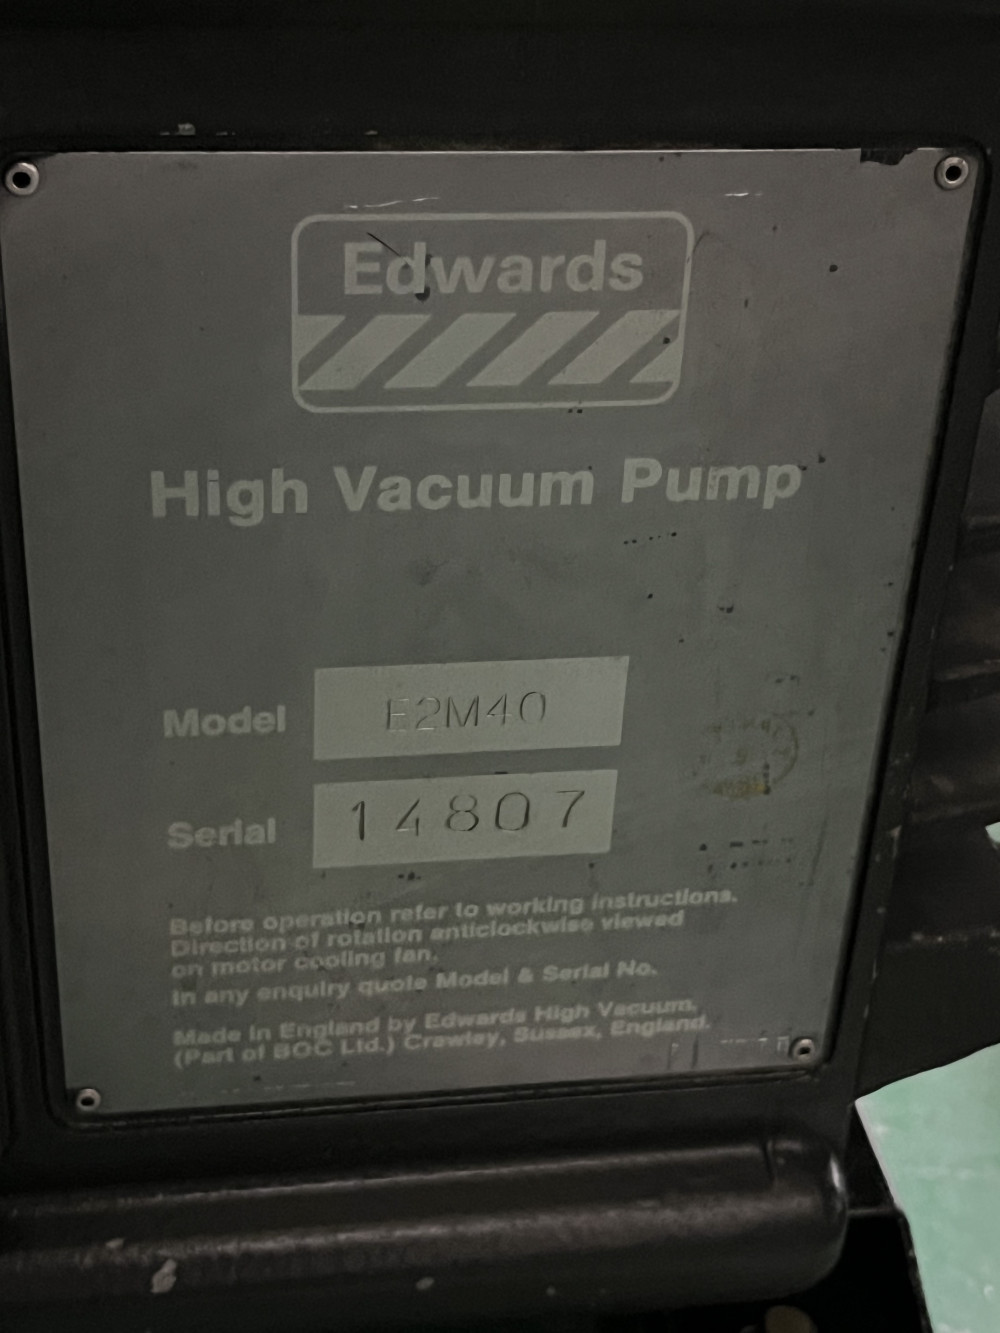 Edwards
High Vacuum Pump
Model E2M40
Serial 14807
Before operation refer to working instructions.
Direction of rotation anticlockwise viewed
on motor cooling fan.
In any enquiry quote Model & Serial No.
Made in England by Edwards High Vacuum,
(Part of BOC Ltd.) Crawley, Sussex, England.